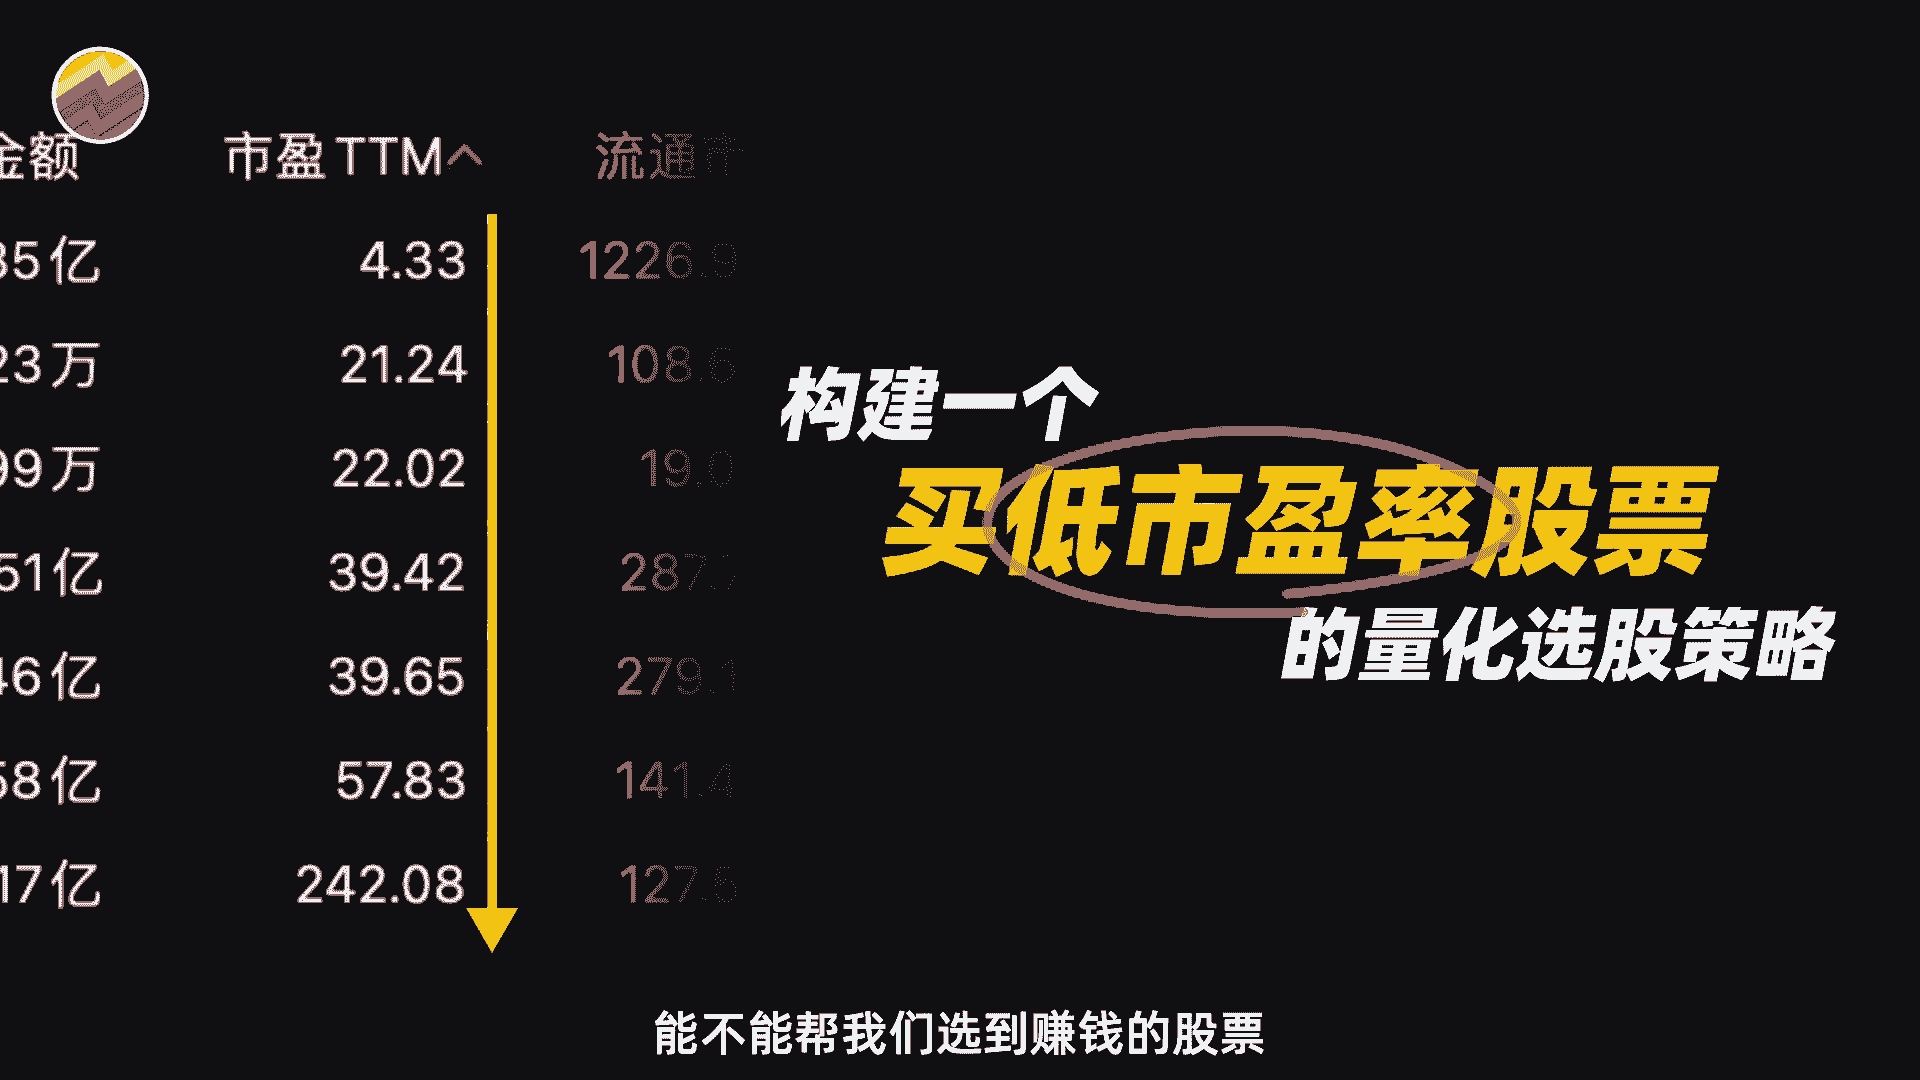 金额 市盈TTM^ 流通市
35亿 4.33 1226.9
23万 21.24 108.6
99万 22.02 19.0
51亿 39.42 287.7
46亿 39.65 279.1
58亿 57.83 141.4
17亿 242.08 127.5
构建一个
买低市盈率股票
的量化选股策略
能不能帮我们选到赚钱的股票